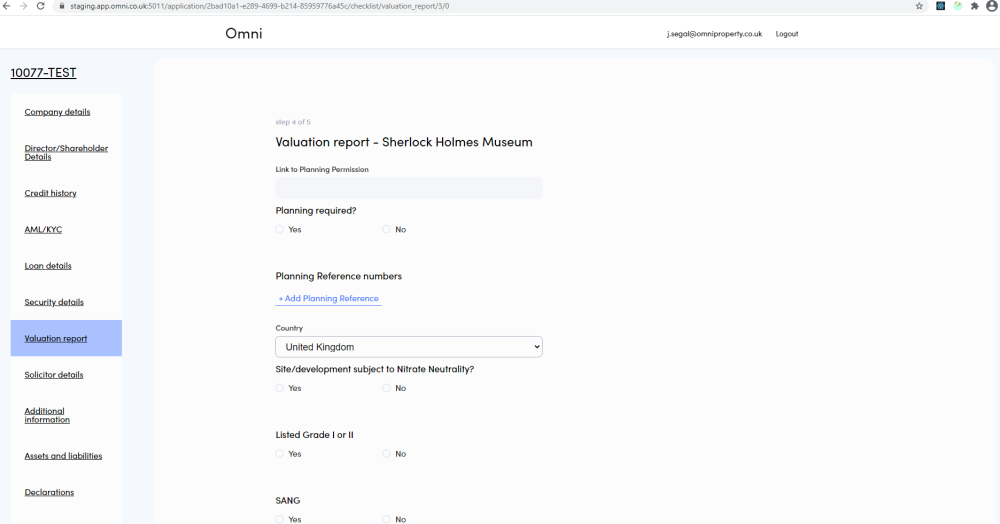 staging.app.omni.co.uk:5011/application/2bad10a1-e289-4699-b214-85959776a45c/checklist/valuation_report/3/0
Omni
j.segal@omniproperty.co.uk
Logout
10077-TEST
Company details
Director/Shareholder
Details
Credit history
AML/KYC
Loan details
Security details
Valuation report
Solicitor details
Additional
information
Assets and liabilities
Declarations
step 4 of 5
Valuation report - Sherlock Holmes Museum
Link to Planning Permission
Planning required?
Yes No
Planning Reference numbers
+ Add Planning Reference
Country
United Kingdom
Site/development subject to Nitrate Neutrality?
Yes No
Listed Grade I or II
Yes No
SANG
Yes No